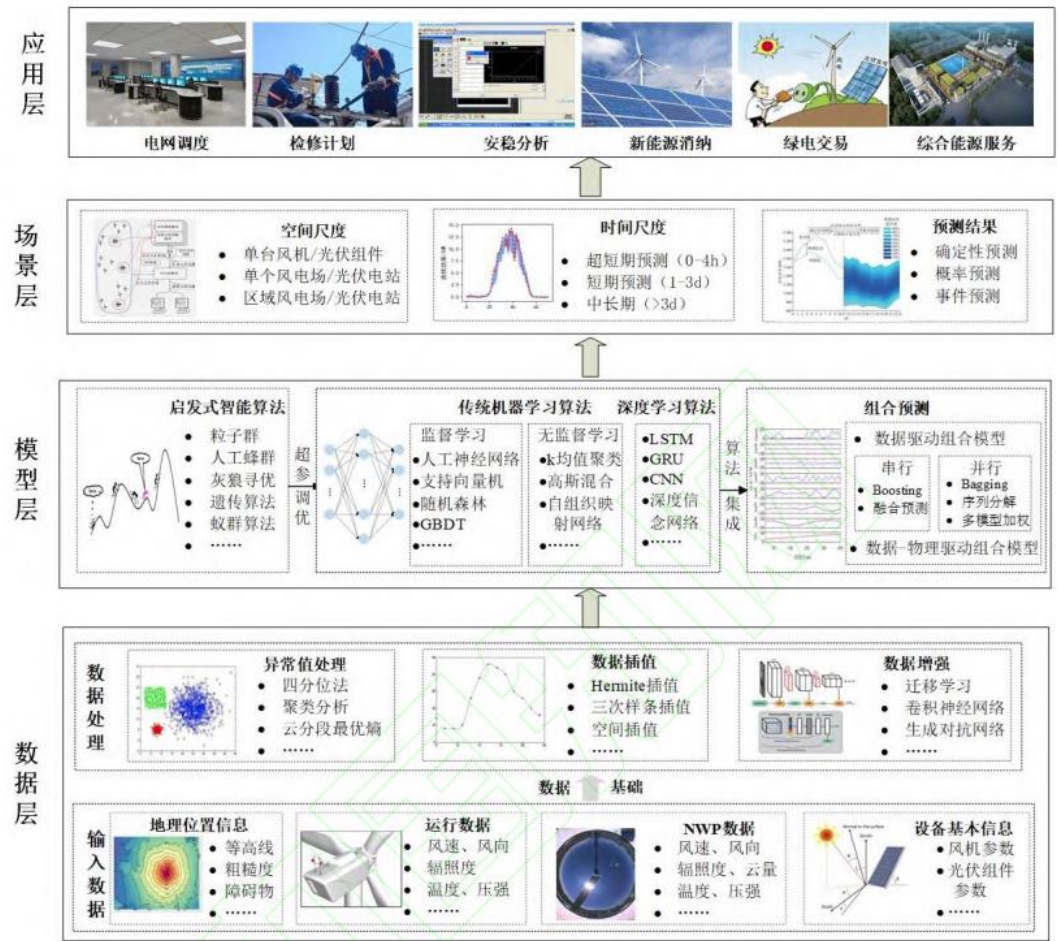 应用层
电网调度
检修计划
安稳分析
新能源消纳
绿电交易
综合能源服务
场景层
空间尺度
• 单台风机/光伏组件
• 单个风电场/光伏电站
• 区域风电场/光伏电站
时间尺度
• 超短期预测（0-4h）
• 短期预测（1-3d）
• 中长期（>3d）
预测结果
• 确定性预测
• 概率预测
• 事件预测
模型层
启发式智能算法
• 粒子群
• 人工蜂群
• 灰狼寻优
• 遗传算法
• 蚁群算法
• ……
超参调优
传统机器学习算法
监督学习
•人工神经网络
•支持向量机
•随机森林
•GBDT
•……
无监督学习
•k均值聚类
•高斯混合
•自组织映
射网络
•……
深度学习算法
•LSTM
•GRU
•CNN
•深度信
念网络
•……
算法集成
组合预测
• 数据驱动组合模型
串行
• Boosting
• 融合预测
并行
• Bagging
• 序列分解
• 多模型加权
• 数据-物理驱动组合模型
数据层
数据处理
异常值处理
• 四分位法
• 聚类分析
• 云分段最优熵
• ……
数据插值
• Hermite插值
• 三次样条插值
• 空间插值
• ……
数据增强
• 迁移学习
• 卷积神经网络
• 生成对抗网络
• ……
数据 基础
输入数据
地理位置信息
• 等高线
• 粗糙度
• 障碍物
• ……
运行数据
• 风速、风向
• 辐照度
• 温度、压强
• ……
NWP数据
• 风速、风向
• 辐照度、云量
• 温度、压强
• ……
设备基本信息
• 风机参数
• 光伏组件
参数
• ……